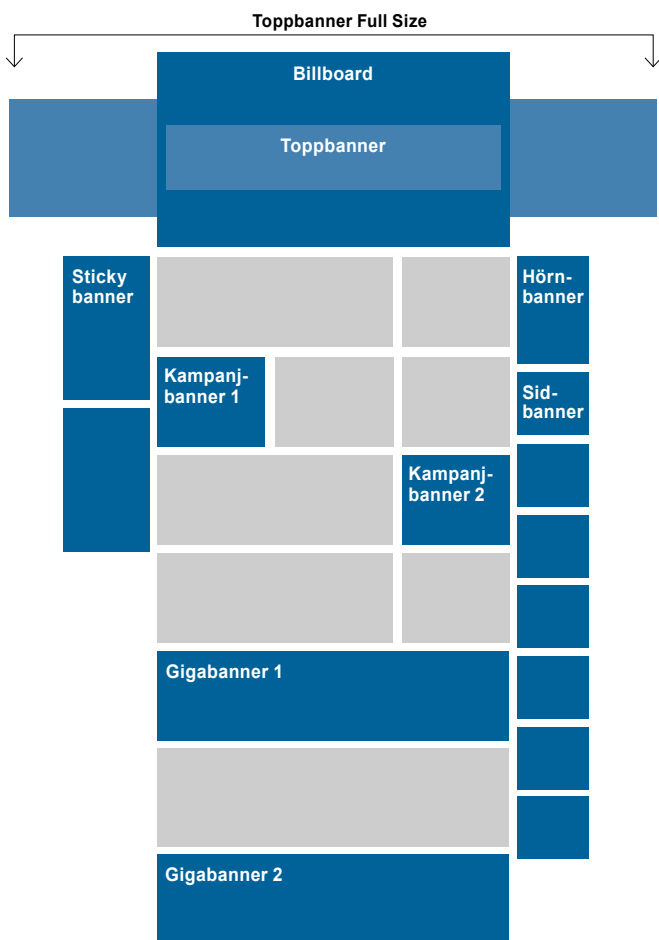 Toppbanner Full Size
Billboard
Toppbanner
Sticky
banner
Hörn-
banner
Kampanj-
banner 1
Sid-
banner
Kampanj-
banner 2
Gigabanner 1
Gigabanner 2